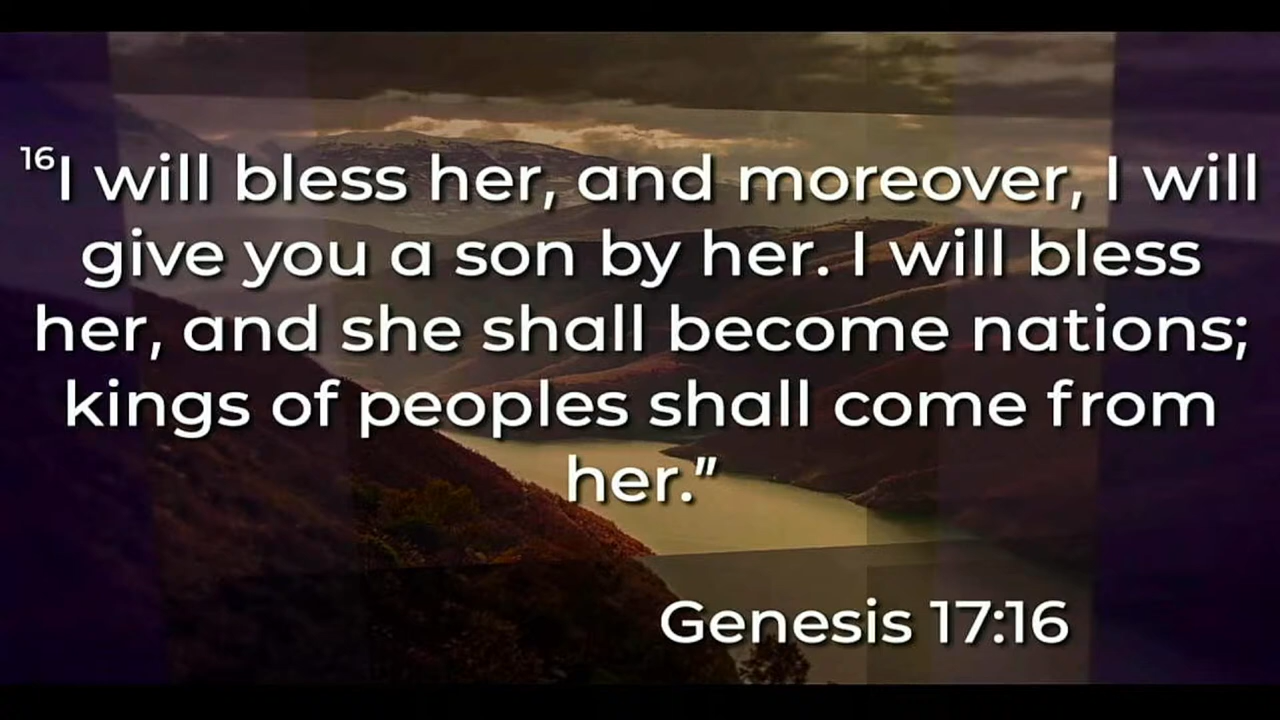 ¹⁶I will bless her, and moreover, I will
give you a son by her. I will bless
her, and she shall become nations;
kings of peoples shall come from
her.”
Genesis 17:16